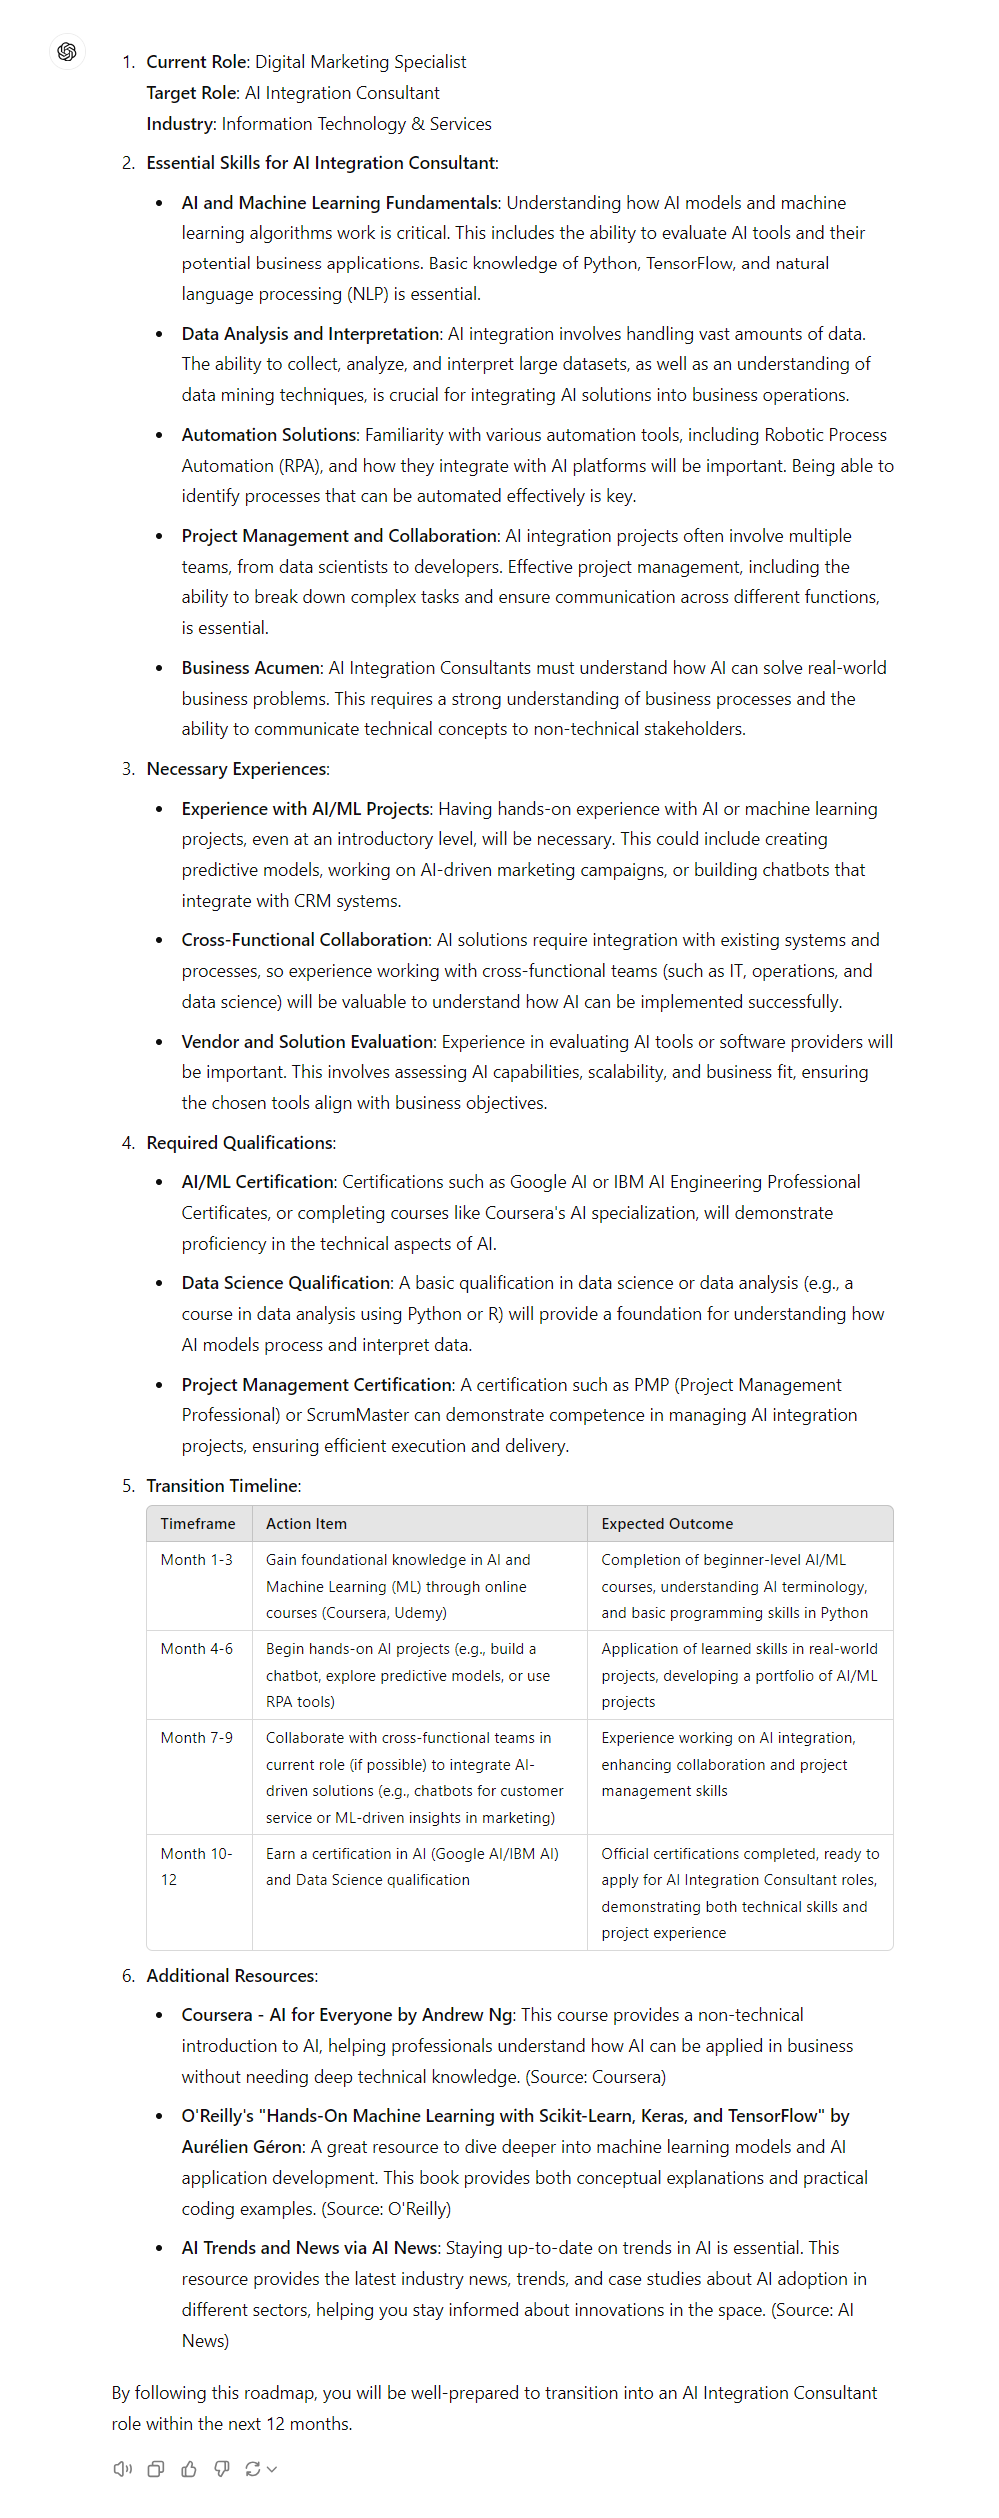 1. Current Role: Digital Marketing Specialist
Target Role: AI Integration Consultant
Industry: Information Technology & Services
2. Essential Skills for AI Integration Consultant:
• AI and Machine Learning Fundamentals: Understanding how AI models and machine
learning algorithms work is critical. This includes the ability to evaluate AI tools and their
potential business applications. Basic knowledge of Python, TensorFlow, and natural
language processing (NLP) is essential.
• Data Analysis and Interpretation: AI integration involves handling vast amounts of data.
The ability to collect, analyze, and interpret large datasets, as well as an understanding of
data mining techniques, is crucial for integrating AI solutions into business operations.
• Automation Solutions: Familiarity with various automation tools, including Robotic Process
Automation (RPA), and how they integrate with AI platforms will be important. Being able to
identify processes that can be automated effectively is key.
• Project Management and Collaboration: AI integration projects often involve multiple
teams, from data scientists to developers. Effective project management, including the
ability to break down complex tasks and ensure communication across different functions,
is essential.
• Business Acumen: AI Integration Consultants must understand how AI can solve real-world
business problems. This requires a strong understanding of business processes and the
ability to communicate technical concepts to non-technical stakeholders.
3. Necessary Experiences:
• Experience with AI/ML Projects: Having hands-on experience with AI or machine learning
projects, even at an introductory level, will be necessary. This could include creating
predictive models, working on AI-driven marketing campaigns, or building chatbots that
integrate with CRM systems.
• Cross-Functional Collaboration: AI solutions require integration with existing systems and
processes, so experience working with cross-functional teams (such as IT, operations, and
data science) will be valuable to understand how AI can be implemented successfully.
• Vendor and Solution Evaluation: Experience in evaluating AI tools or software providers will
be important. This involves assessing AI capabilities, scalability, and business fit, ensuring
the chosen tools align with business objectives.
4. Required Qualifications:
• AI/ML Certification: Certifications such as Google AI or IBM AI Engineering Professional
Certificates, or completing courses like Coursera's AI specialization, will demonstrate
proficiency in the technical aspects of AI.
• Data Science Qualification: A basic qualification in data science or data analysis (e.g., a
course in data analysis using Python or R) will provide a foundation for understanding how
AI models process and interpret data.
• Project Management Certification: A certification such as PMP (Project Management
Professional) or ScrumMaster can demonstrate competence in managing AI integration
projects, ensuring efficient execution and delivery.
5. Transition Timeline:
Timeframe Action Item Expected Outcome
Month 1-3 Gain foundational knowledge in AI and Completion of beginner-level AI/ML
Machine Learning (ML) through online courses, understanding AI terminology,
courses (Coursera, Udemy) and basic programming skills in Python
Month 4-6 Begin hands-on AI projects (e.g., build a Application of learned skills in real-world
chatbot, explore predictive models, or use projects, developing a portfolio of AI/ML
RPA tools) projects
Month 7-9 Collaborate with cross-functional teams in Experience working on AI integration,
current role (if possible) to integrate AI- enhancing collaboration and project
driven solutions (e.g., chatbots for customer management skills
service or ML-driven insights in marketing)
Month 10- Earn a certification in AI (Google AI/IBM AI) Official certifications completed, ready to
12 and Data Science qualification apply for AI Integration Consultant roles,
demonstrating both technical skills and
project experience
6. Additional Resources:
• Coursera - AI for Everyone by Andrew Ng: This course provides a non-technical
introduction to AI, helping professionals understand how AI can be applied in business
without needing deep technical knowledge. (Source: Coursera)
• O'Reilly's "Hands-On Machine Learning with Scikit-Learn, Keras, and TensorFlow" by
Aurélien Géron: A great resource to dive deeper into machine learning models and AI
application development. This book provides both conceptual explanations and practical
coding examples. (Source: O'Reilly)
• AI Trends and News via AI News: Staying up-to-date on trends in AI is essential. This
resource provides the latest industry news, trends, and case studies about AI adoption in
different sectors, helping you stay informed about innovations in the space. (Source: AI
News)
By following this roadmap, you will be well-prepared to transition into an AI Integration Consultant
role within the next 12 months.